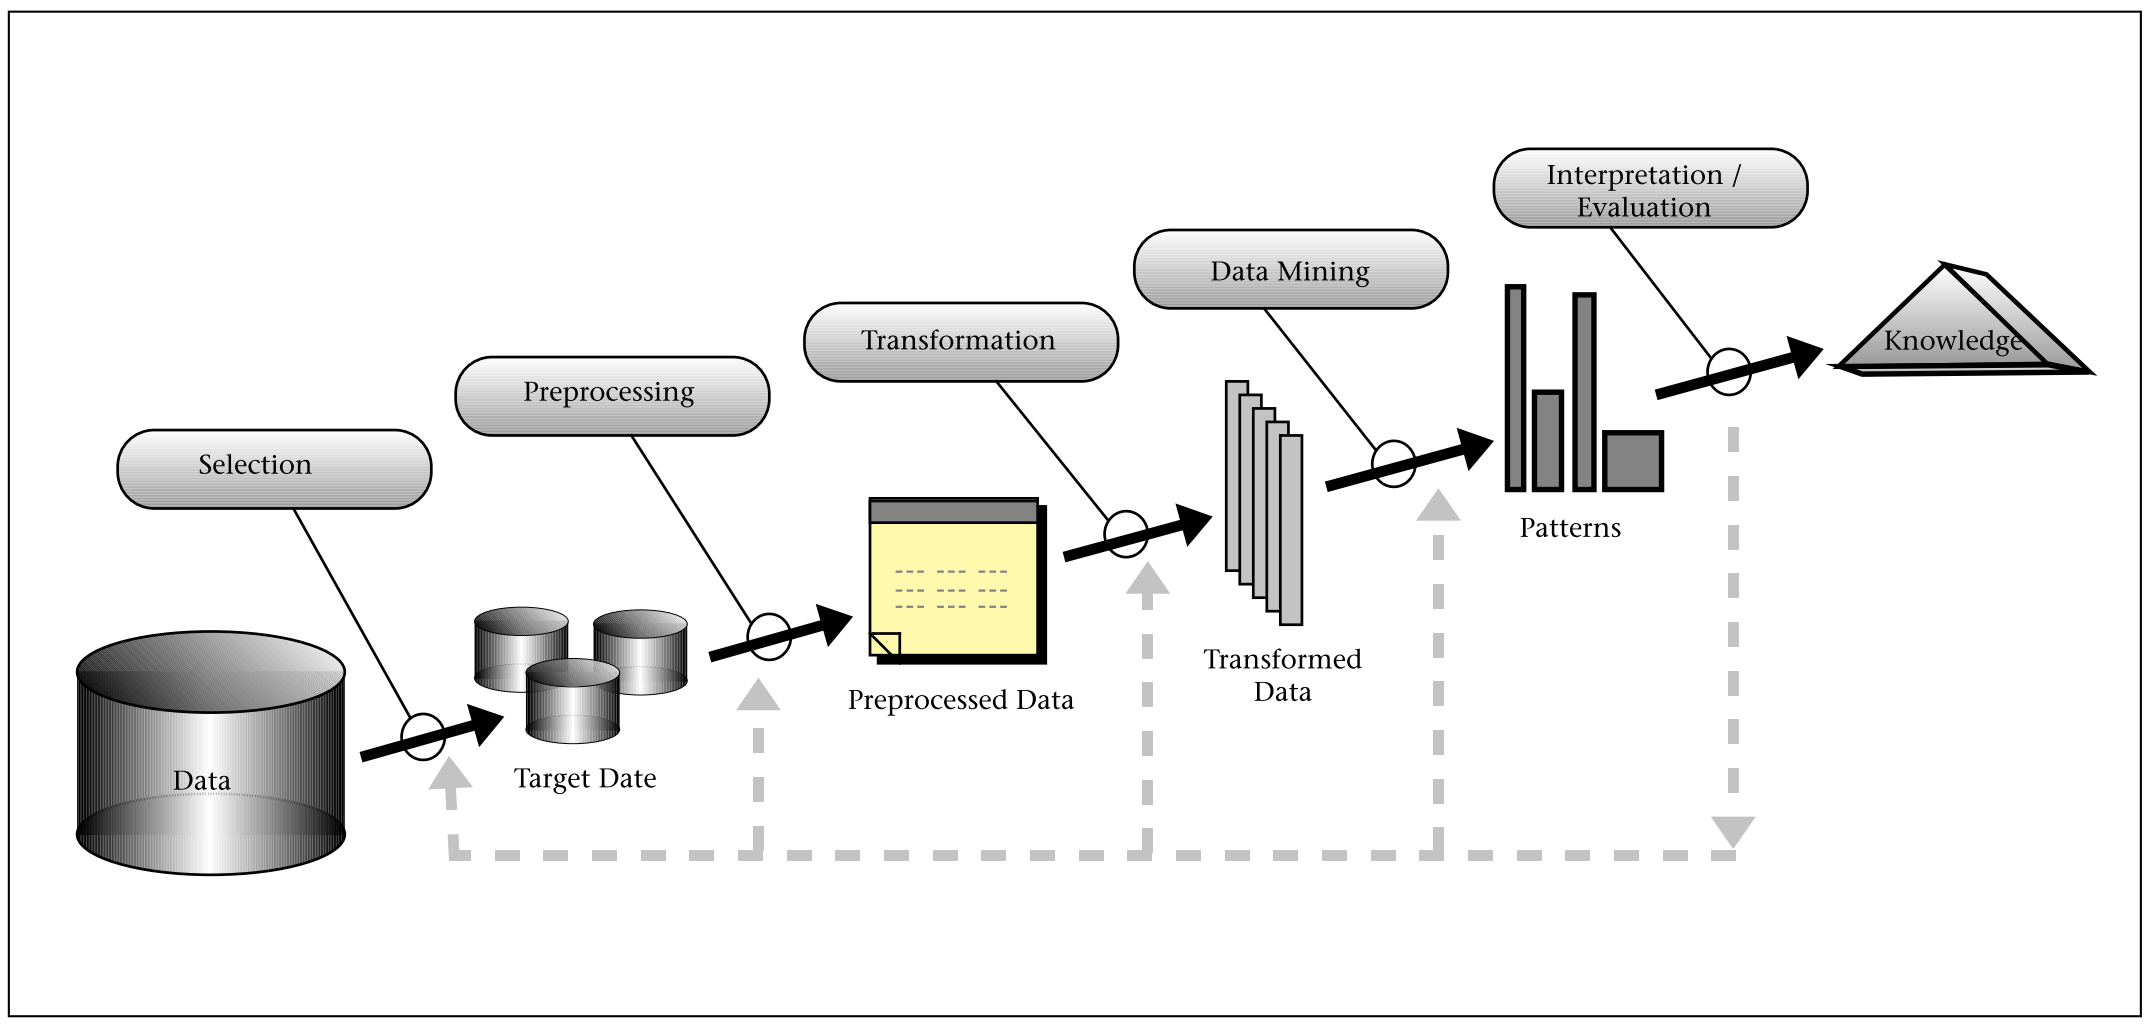 Interpretation /
Evaluation
Data Mining
Transformation
Knowledge
Preprocessing
Selection
Patterns
Transformed
Data
Preprocessed Data
Target Date
Data